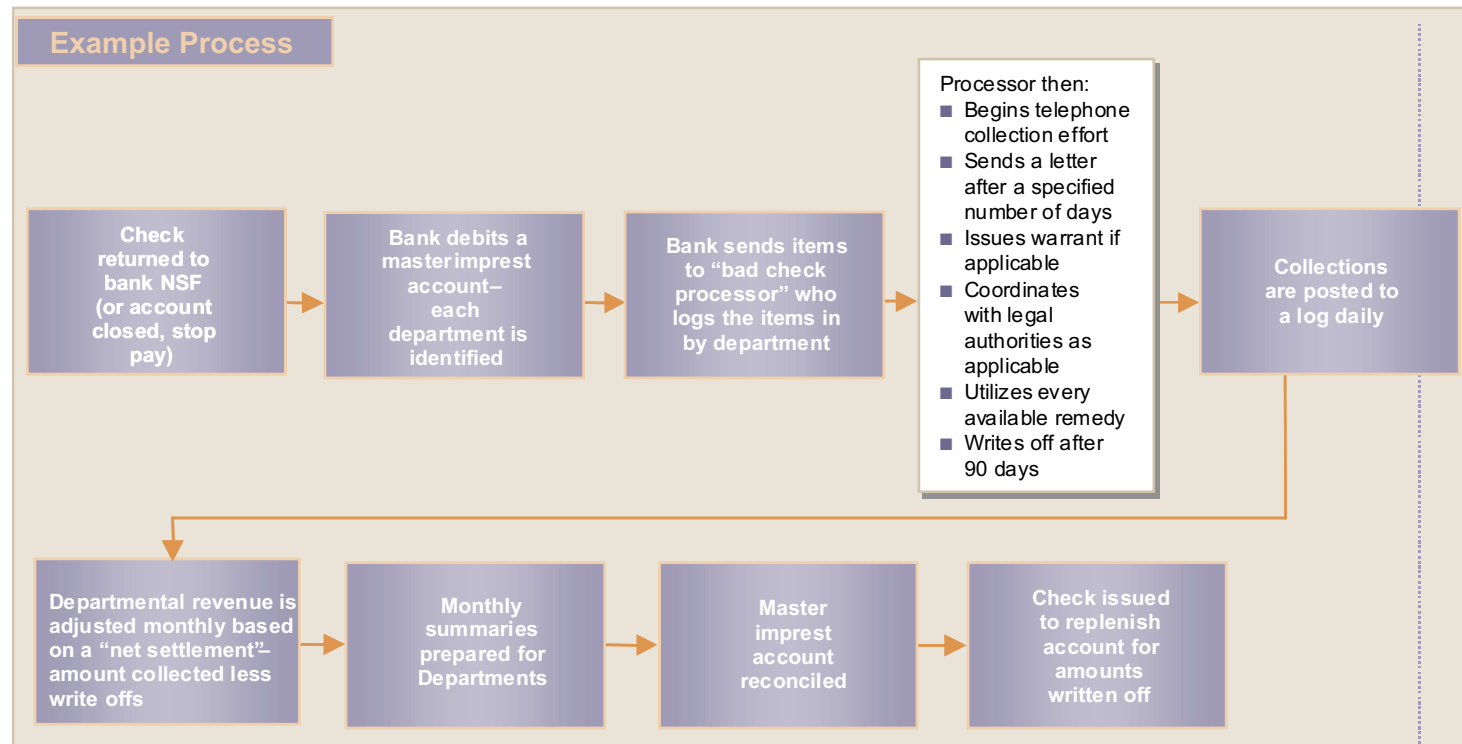 Example Process
Check
returned to
bank NSF
(or account
closed, stop
pay)
Bank debits a
master imprest
account–
each
department is
identified
Bank sends items
to “bad check
processor” who
logs the items in
by department
Processor then:
■ Begins telephone
collection effort
■ Sends a letter
after a specified
number of days
■ Issues warrant if
applicable
■ Coordinates
with legal
authorities as
applicable
■ Utilizes every
available remedy
■ Writes off after
90 days
Collections
are posted to
a log daily
Departmental revenue is
adjusted monthly based
on a “net settlement”–
amount collected less
write offs
Monthly
summaries
prepared for
Departments
Master
imprest
account
reconciled
Check issued
to replenish
account for
amounts
written off